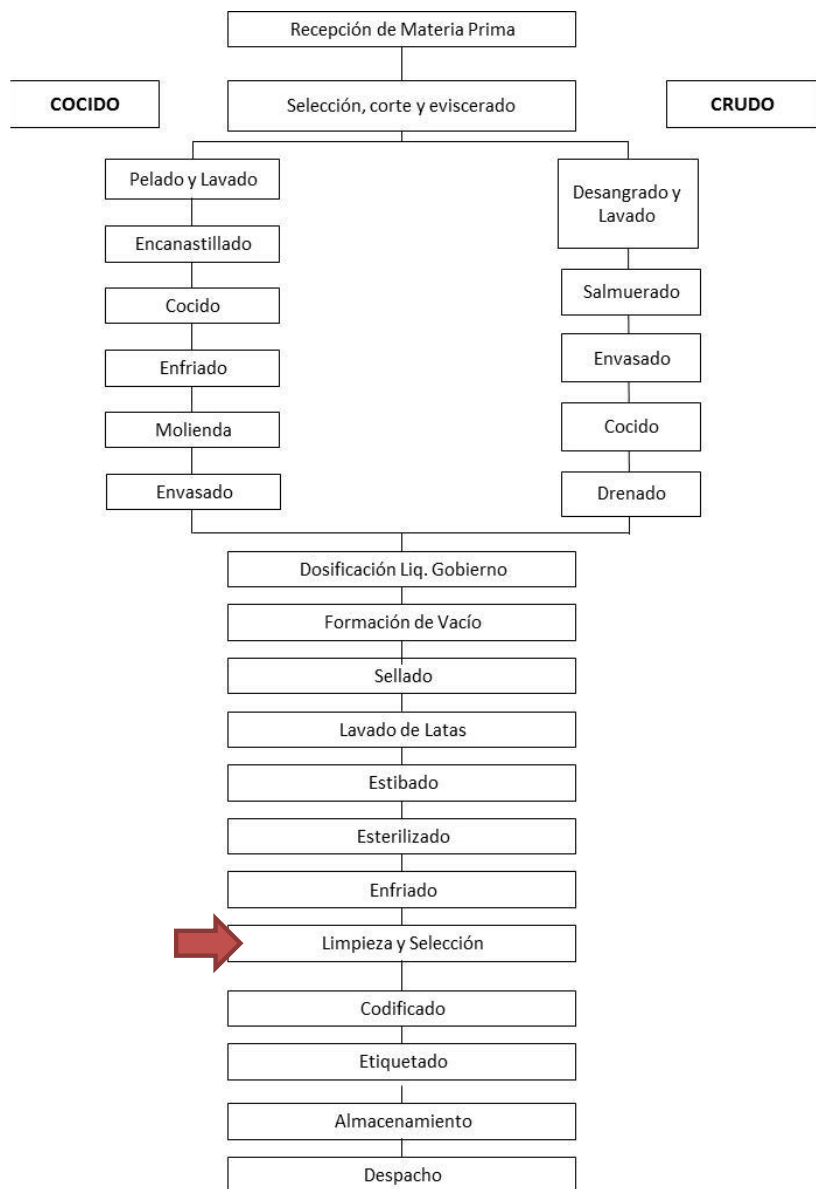 Recepción de Materia Prima
COCIDO
Selección, corte y eviscerado
CRUDO
Pelado y Lavado
Encanastillado
Cocido
Enfriado
Molienda
Envasado
Desangrado y
Lavado
Salmuerado
Envasado
Cocido
Drenado
Dosificación Liq. Gobierno
Formación de Vacío
Sellado
Lavado de Latas
Estibado
Esterilizado
Enfriado
Limpieza y Selección
Codificado
Etiquetado
Almacenamiento
Despacho